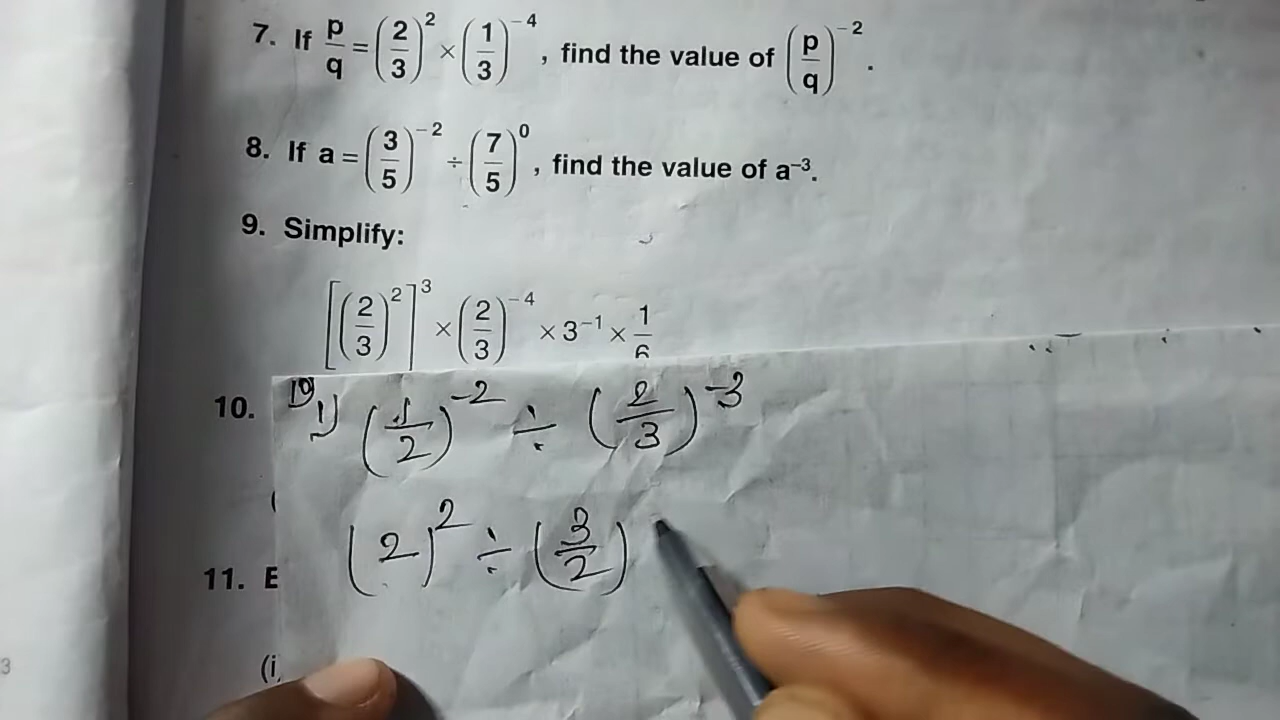 7. If p/q = (2/3)² × (1/3)⁻⁴, find the value of (p/q)⁻².
8. If a = (3/5)⁻² ÷ (7/5)⁰, find the value of a⁻³.
9. Simplify:
[(2/3)²]³ × (2/3)⁻⁴ × 3⁻¹ × 1/6
10.
10) 1) (1/2)⁻² ÷ (2/3)⁻³
(
(2)² ÷ (3/2)
11. E
(i,
3